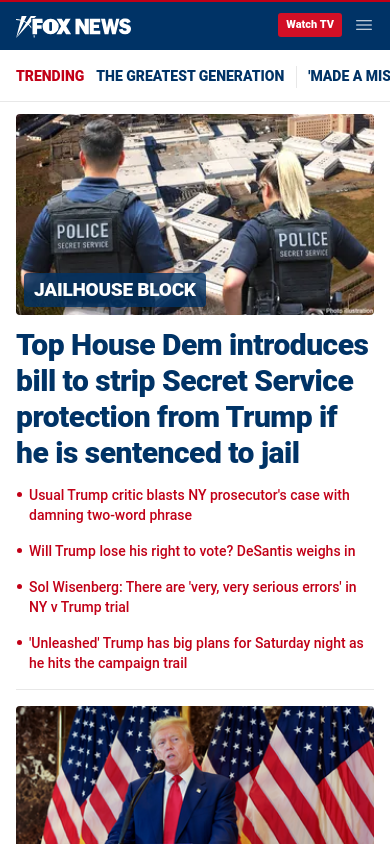 FOX NEWS
Watch TV
TRENDING THE GREATEST GENERATION 'MADE A MIS
POLICE
SECRET SERVICE
POLICE
SECRET SERVICE
JAILHOUSE BLOCK
Photo illustration
Top House Dem introduces
bill to strip Secret Service
protection from Trump if
he is sentenced to jail
• Usual Trump critic blasts NY prosecutor's case with
damning two-word phrase
• Will Trump lose his right to vote? DeSantis weighs in
• Sol Wisenberg: There are 'very, very serious errors' in
NY v Trump trial
• 'Unleashed' Trump has big plans for Saturday night as
he hits the campaign trail